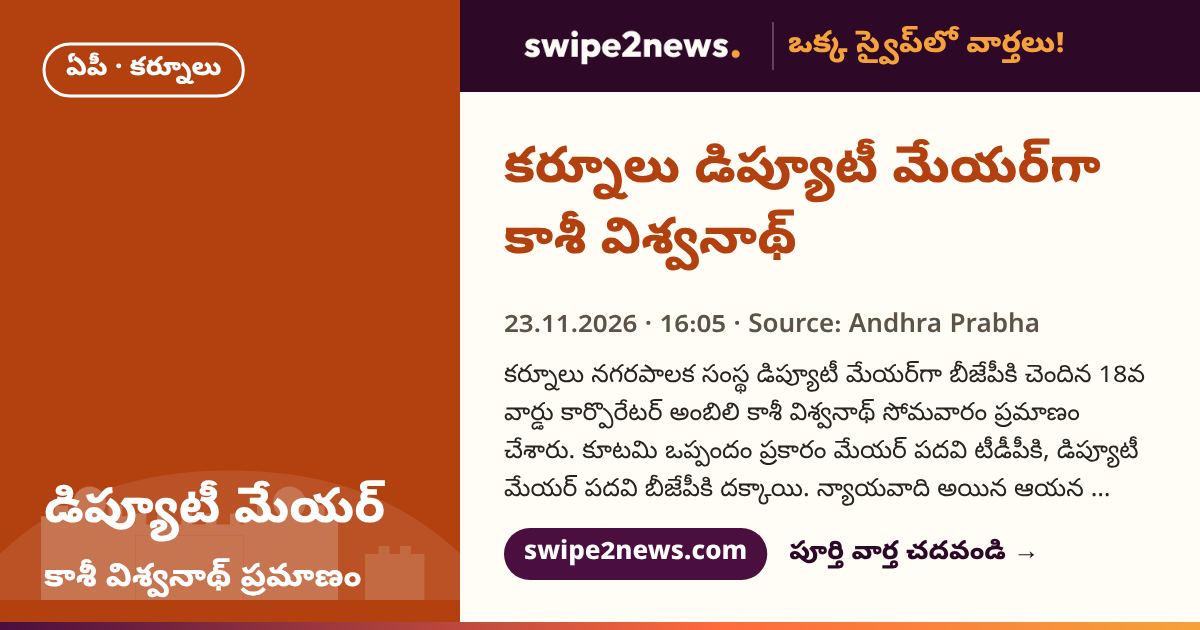 ఏపీ · కర్నూలు
డిప్యూటీ మేయర్
కాశీ విశ్వనాథ్ ప్రమాణం
swipe2news.
ఒక్క స్వైప్‌లో వార్తలు!
కర్నూలు డిప్యూటీ మేయర్‌గా
కాశీ విశ్వనాథ్
23.11.2026 · 16:05 · Source: Andhra Prabha
కర్నూలు నగరపాలక సంస్థ డిప్యూటీ మేయర్‌గా బీజేపీకి చెందిన 18వ
వార్డు కార్పొరేటర్ అంబిలి కాశీ విశ్వనాథ్ సోమవారం ప్రమాణం
చేశారు. కూటమి ఒప్పందం ప్రకారం మేయర్ పదవి టీడీపీకి, డిప్యూటీ
మేయర్ పదవి బీజేపీకి దక్కాయి. న్యాయవాది అయిన ఆయన ...
swipe2news.com
పూర్తి వార్త చదవండి →